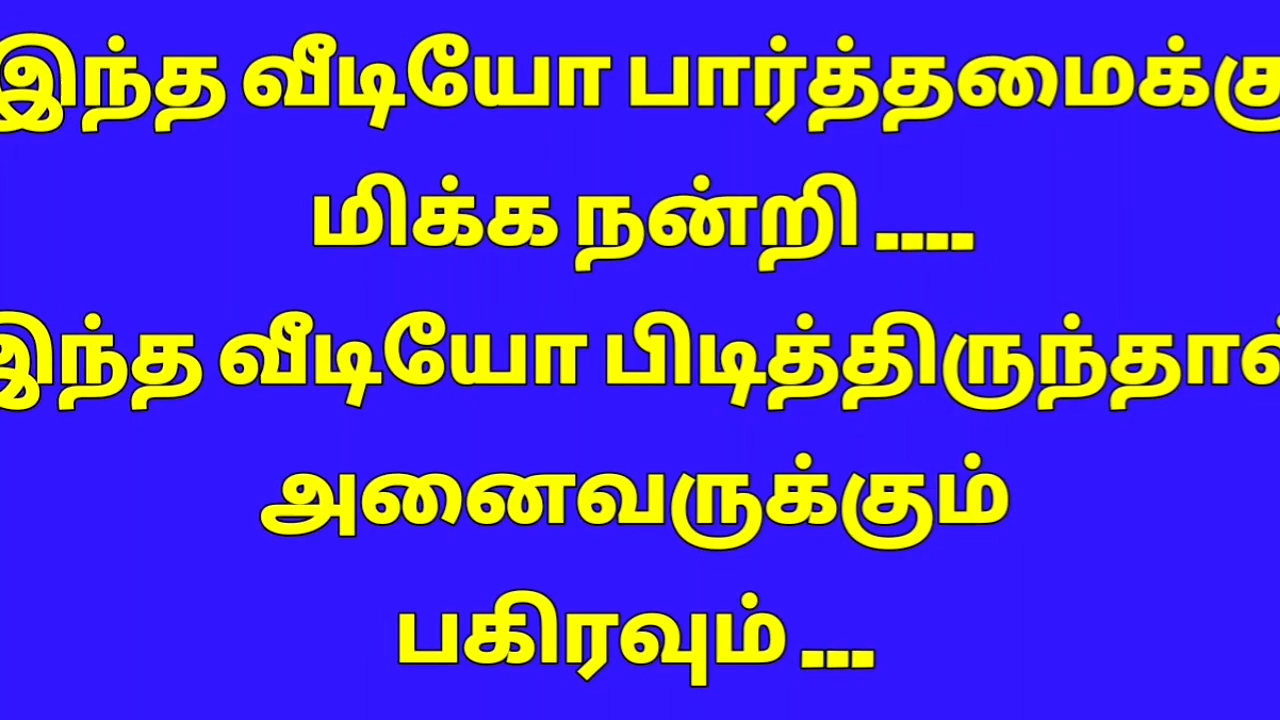 இந்த வீடியோ பார்த்தமைக்கு
மிக்க நன்றி ....
இந்த வீடியோ பிடித்திருந்தால்
அனைவருக்கும்
பகிரவும் ...